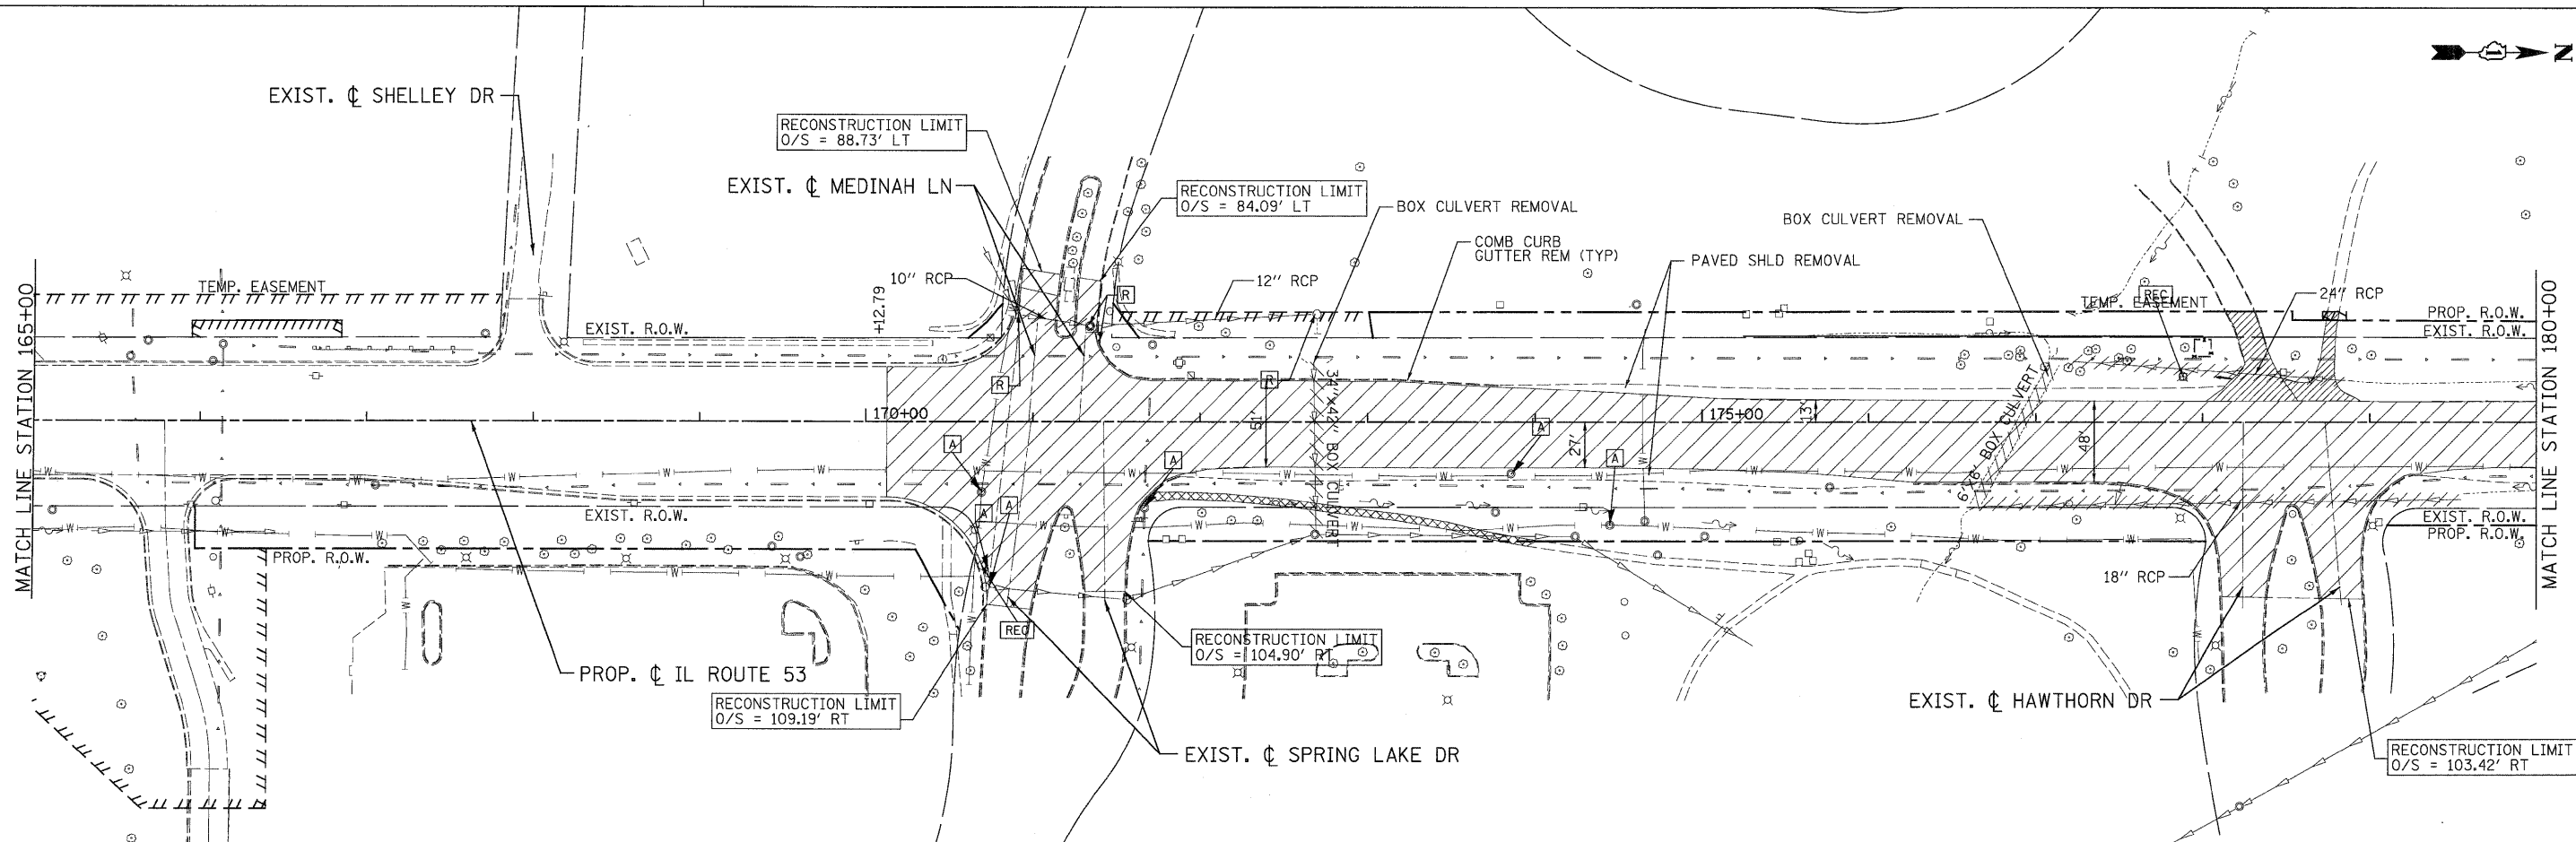 N
EXIST. ℄ SHELLEY DR
RECONSTRUCTION LIMIT
O/S = 88.73' LT
EXIST. ℄ MEDINAH LN
RECONSTRUCTION LIMIT
O/S = 84.09' LT
BOX CULVERT REMOVAL
BOX CULVERT REMOVAL
COMB CURB
GUTTER REM (TYP)
PAVED SHLD REMOVAL
MATCH LINE STATION 165+00
TEMP. EASEMENT
10" RCP
12" RCP
+12.79
R
TEMP. EASEMENT
REC
24" RCP
EXIST. R.O.W.
PROP. R.O.W.
EXIST. R.O.W.
MATCH LINE STATION 180+00
R
R
170+00
175+00
51'
27'
13'
48'
A
A
A
A
A
A
6'X6' BOX CULVERT
EXIST. R.O.W.
PROP. R.O.W.
EXIST. R.O.W.
PROP. R.O.W.
18" RCP
REC
RECONSTRUCTION LIMIT
O/S = 104.90' RT
PROP. ℄ IL ROUTE 53
RECONSTRUCTION LIMIT
O/S = 109.19' RT
EXIST. ℄ SPRING LAKE DR
EXIST. ℄ HAWTHORN DR
RECONSTRUCTION LIMIT
O/S = 103.42' RT